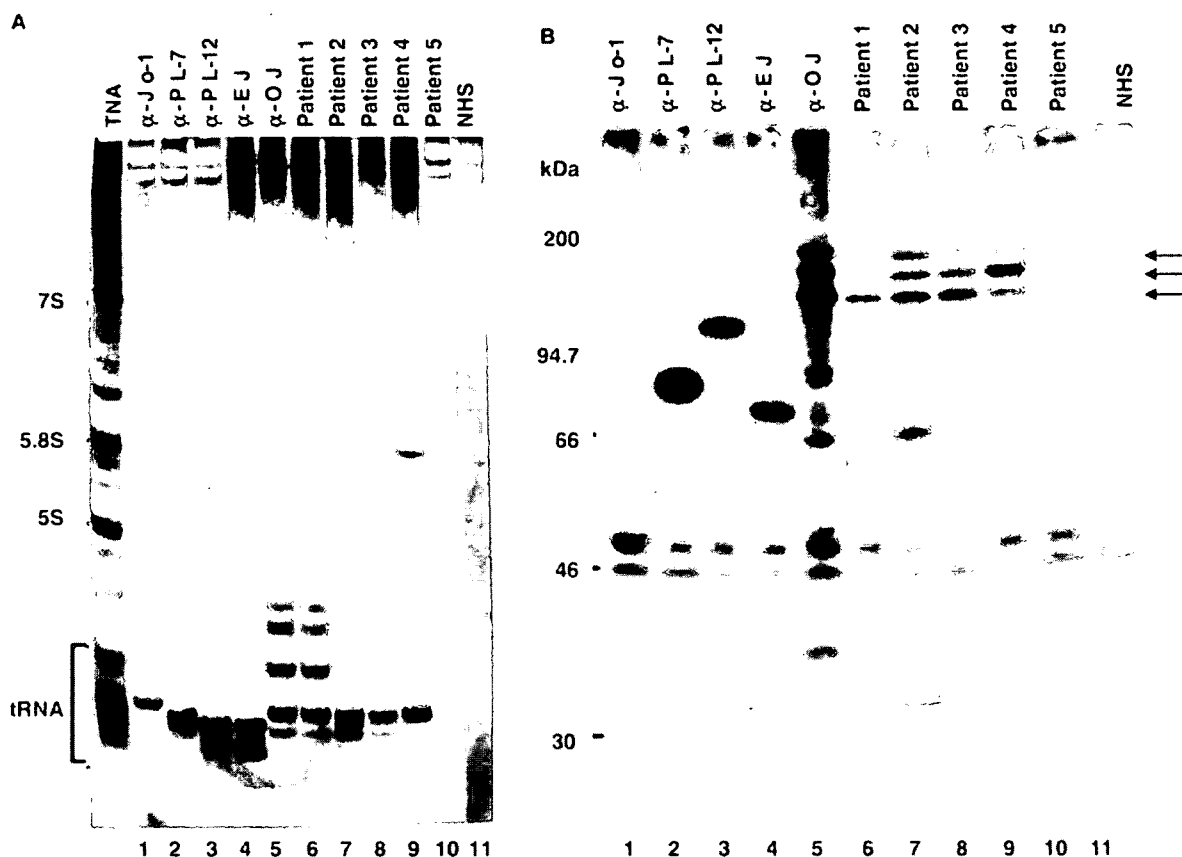 A
TNA
α-J o-1
α-P L-7
α-P L-12
α-E J
α-O J
Patient 1
Patient 2
Patient 3
Patient 4
Patient 5
NHS
7S
5.8S
5S
tRNA
1 2 3 4 5 6 7 8 9 10 11
B
α-J o-1
α-P L-7
α-P L-12
α-E J
α-O J
Patient 1
Patient 2
Patient 3
Patient 4
Patient 5
NHS
kDa
200
94.7
66
46
30
1 2 3 4 5 6 7 8 9 10 11